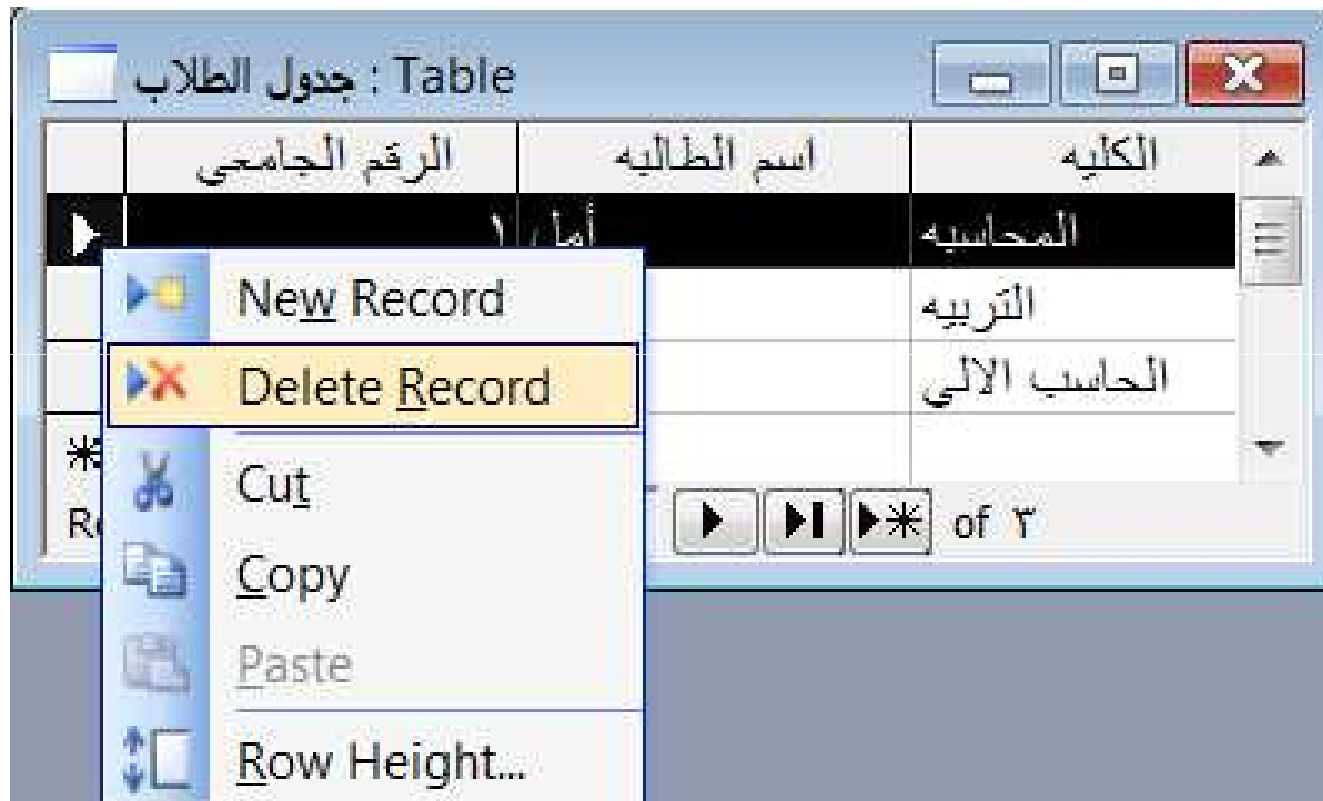 جدول الطلاب : Table
الرقم الجامعي اسم الطالبه الكليه
١ أمل المحاسبه
التربيه
الحاسب الالي
of ٣
New Record
Delete Record
Cut
Copy
Paste
Row Height...